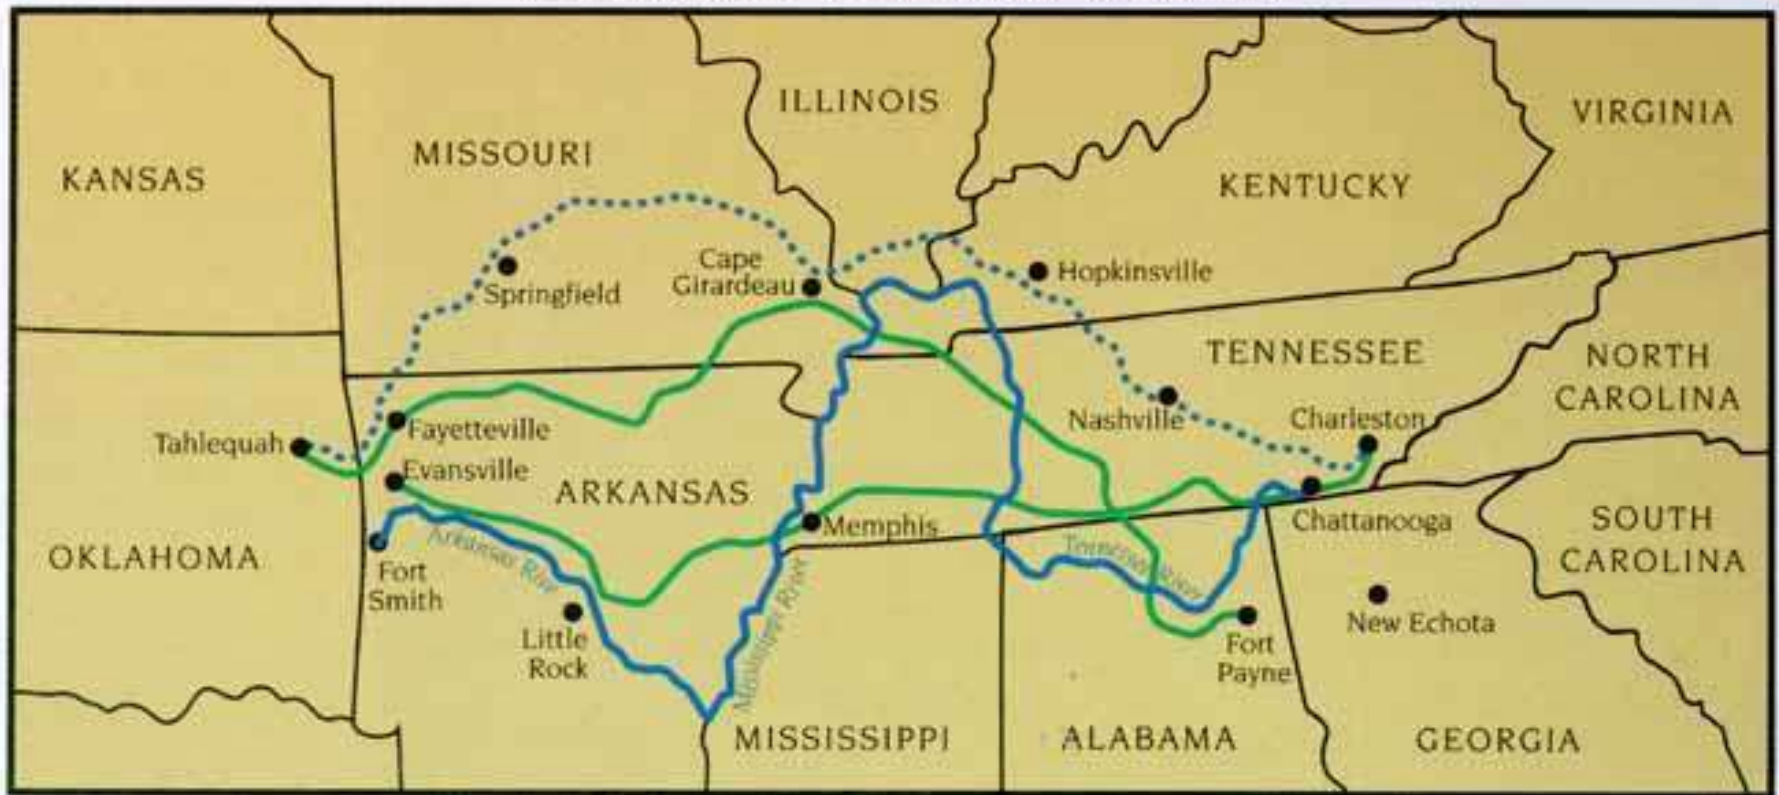 ILLINOIS
VIRGINIA
MISSOURI
KANSAS
KENTUCKY
Cape
Girardeau
Hopkinsville
Springfield
TENNESSEE
NORTH
CAROLINA
Nashville
Charleston
Tahlequah
Fayetteville
Evansville
ARKANSAS
Memphis
Chattanooga
SOUTH
CAROLINA
OKLAHOMA
Arkansas River
Tennessee River
Fort
Smith
Mississippi River
Little
Rock
New Echota
Fort
Payne
MISSISSIPPI
ALABAMA
GEORGIA